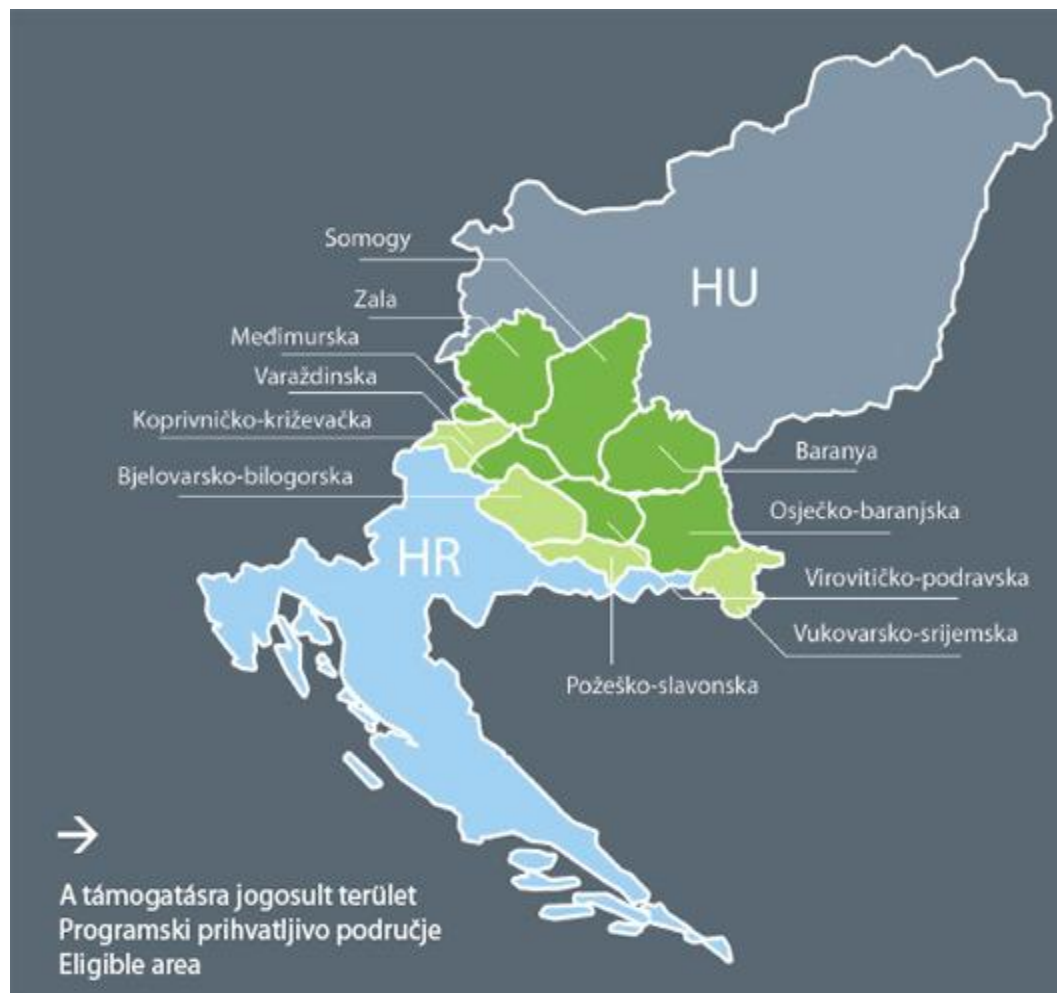 Somogy
Zala
HU
Međimurska
Varaždinska
Koprivničko-križevačka
Bjelovarsko-bilogorska
Baranya
Osječko-baranjska
HR
Virovitičko-podravska
Vukovarsko-srijemska
Požeško-slavonska
A támogatásra jogosult terület
Programski prihvatljivo područje
Eligible area